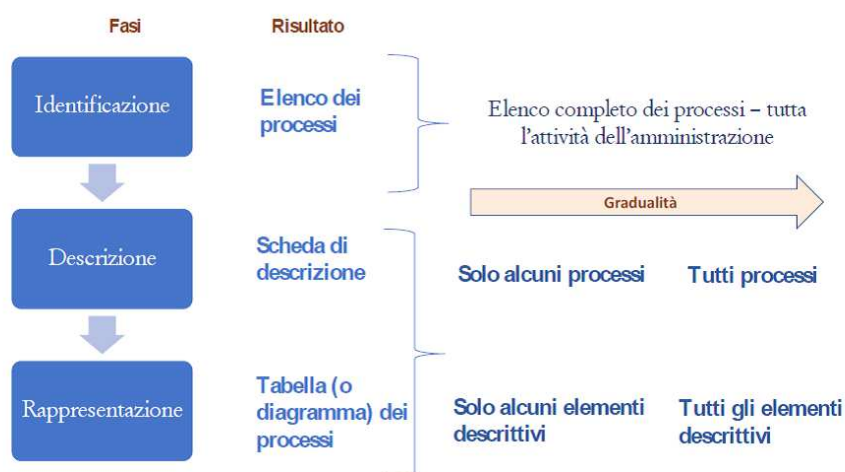 Fasi
Risultato
Identificazione
Elenco dei
processi
Elenco completo dei processi – tutta
l'attività dell'amministrazione
Gradualità
Descrizione
Scheda di
descrizione
Solo alcuni processi
Tutti processi
Rappresentazione
Tabella (o
diagramma) dei
processi
Solo alcuni elementi
descrittivi
Tutti gli elementi
descrittivi